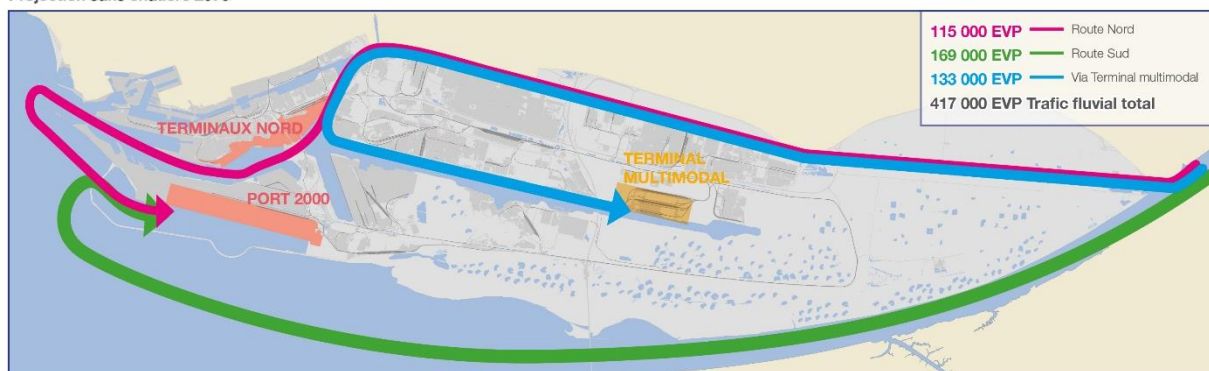 115 000 EVP Route Nord
169 000 EVP Route Sud
133 000 EVP Via Terminal multimodal
417 000 EVP Trafic fluvial total
TERMINAUX NORD
TERMINAL
MULTIMODAL
PORT 2000